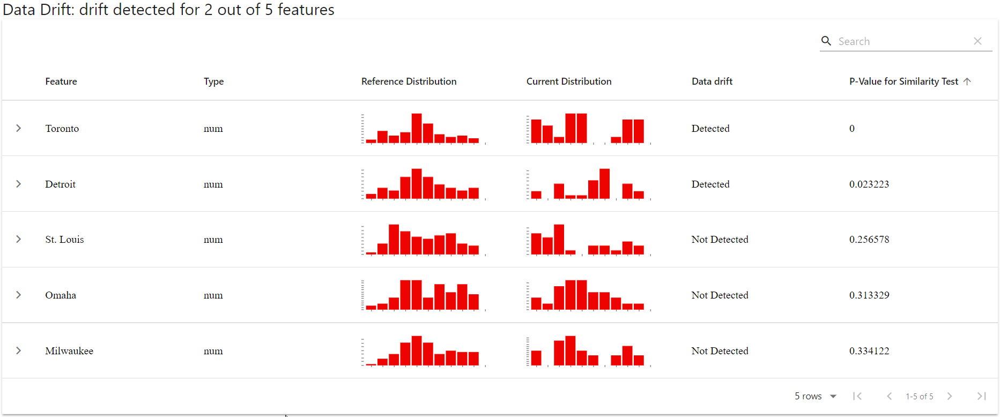 Data Drift: drift detected for 2 out of 5 features
Search
Feature Type Reference Distribution Current Distribution Data drift P-Value for Similarity Test
Toronto num Detected 0
Detroit num Detected 0.023223
St. Louis num Not Detected 0.256578
Omaha num Not Detected 0.313329
Milwaukee num Not Detected 0.334122
5 rows 1-5 of 5